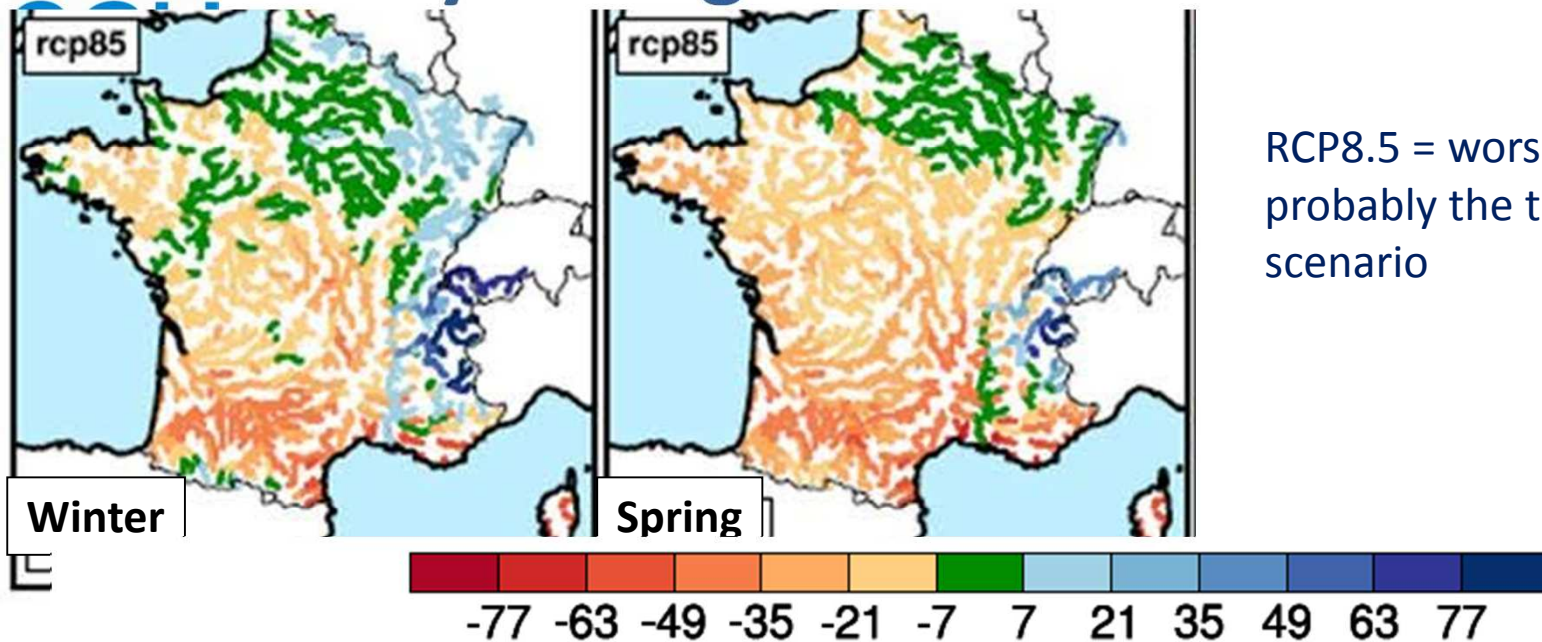 rcp85
rcp85
RCP8.5 =
probably the
scenario
Winter
Spring
-77 -63 -49 -35 -21 -7 7 21 35 49 63 77